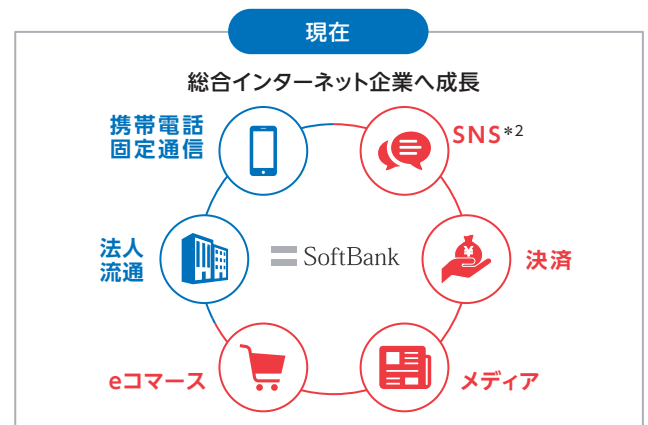 現在
総合インターネット企業へ成長
携帯電話
固定通信
SNS*2
法人
流通
SoftBank
決済
eコマース
メディア